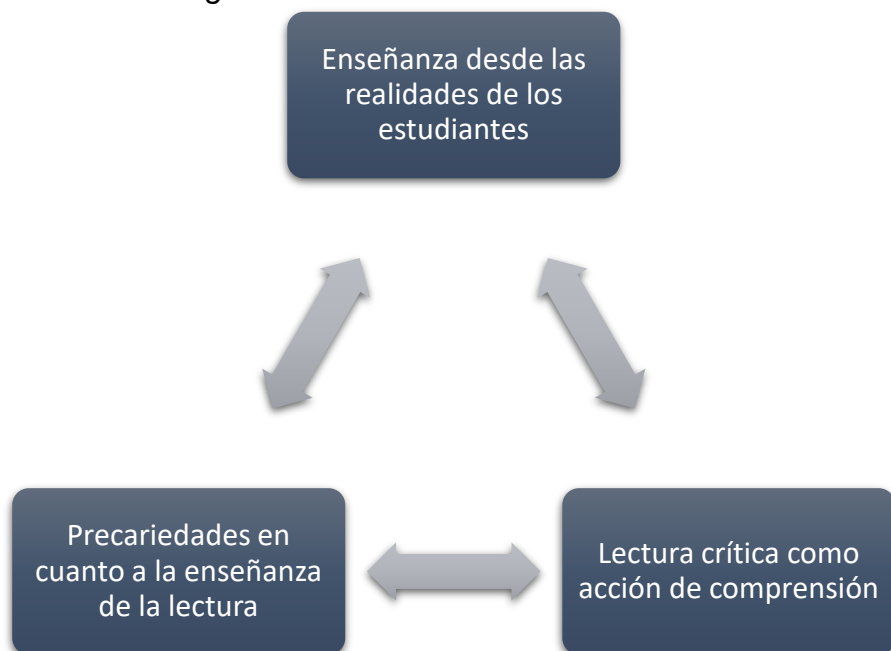 Enseñanza desde las
realidades de los
estudiantes
Precariedades en
cuanto a la enseñanza
de la lectura
Lectura crítica como
acción de comprensión